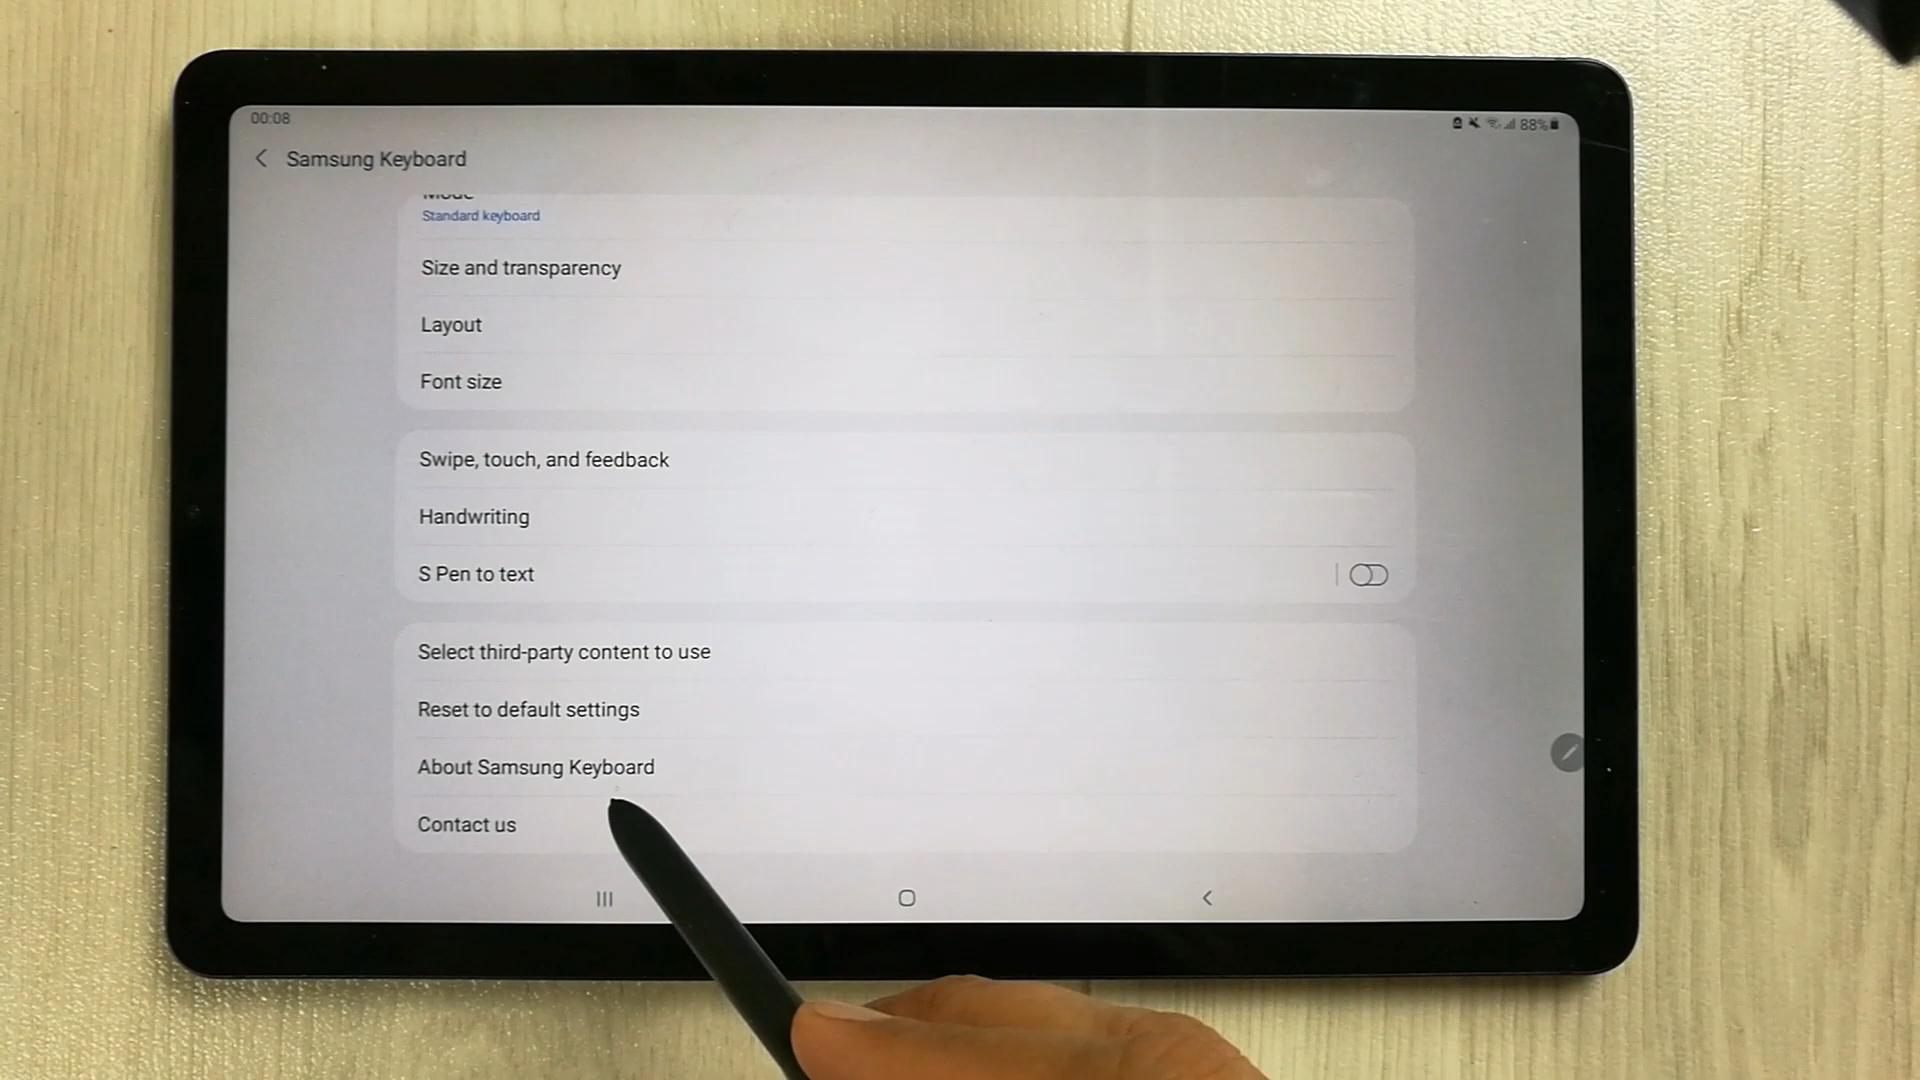 00:08
88%
Samsung Keyboard
Mode
Standard keyboard
Size and transparency
Layout
Font size
Swipe, touch, and feedback
Handwriting
S Pen to text
Select third-party content to use
Reset to default settings
About Samsung Keyboard
Contact us